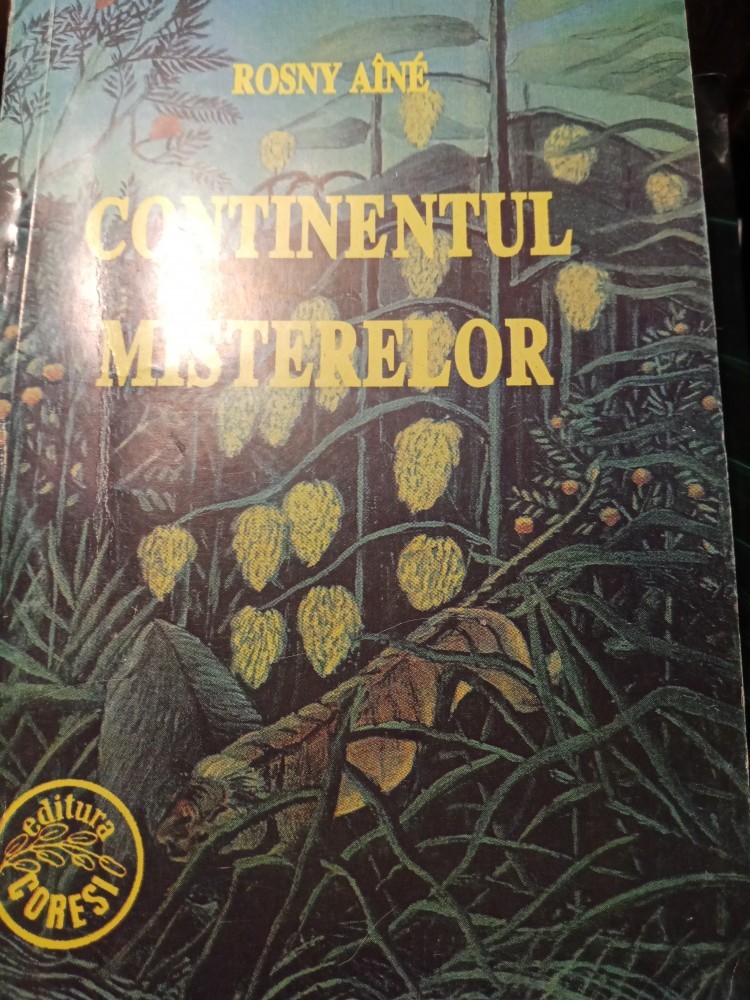 ROSNY AÎNÉ
CONTINENTUL
MISTERELOR
editura
CORESI